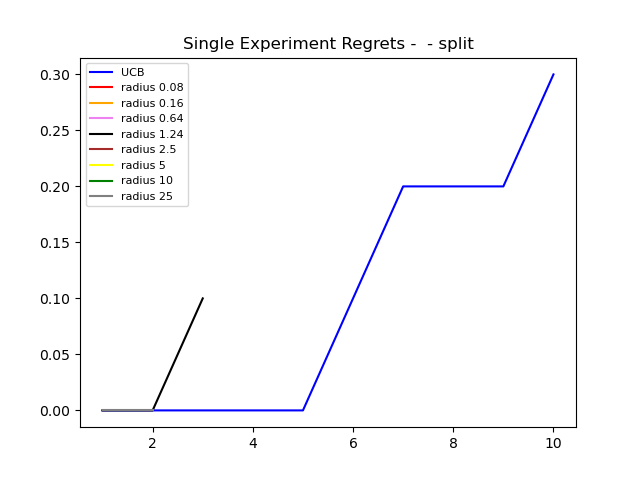 Single Experiment Regrets -  - split
0.30
0.25
0.20
0.15
0.10
0.05
0.00
UCB
radius 0.08
radius 0.16
radius 0.64
radius 1.24
radius 2.5
radius 5
radius 10
radius 25
2 4 6 8 10